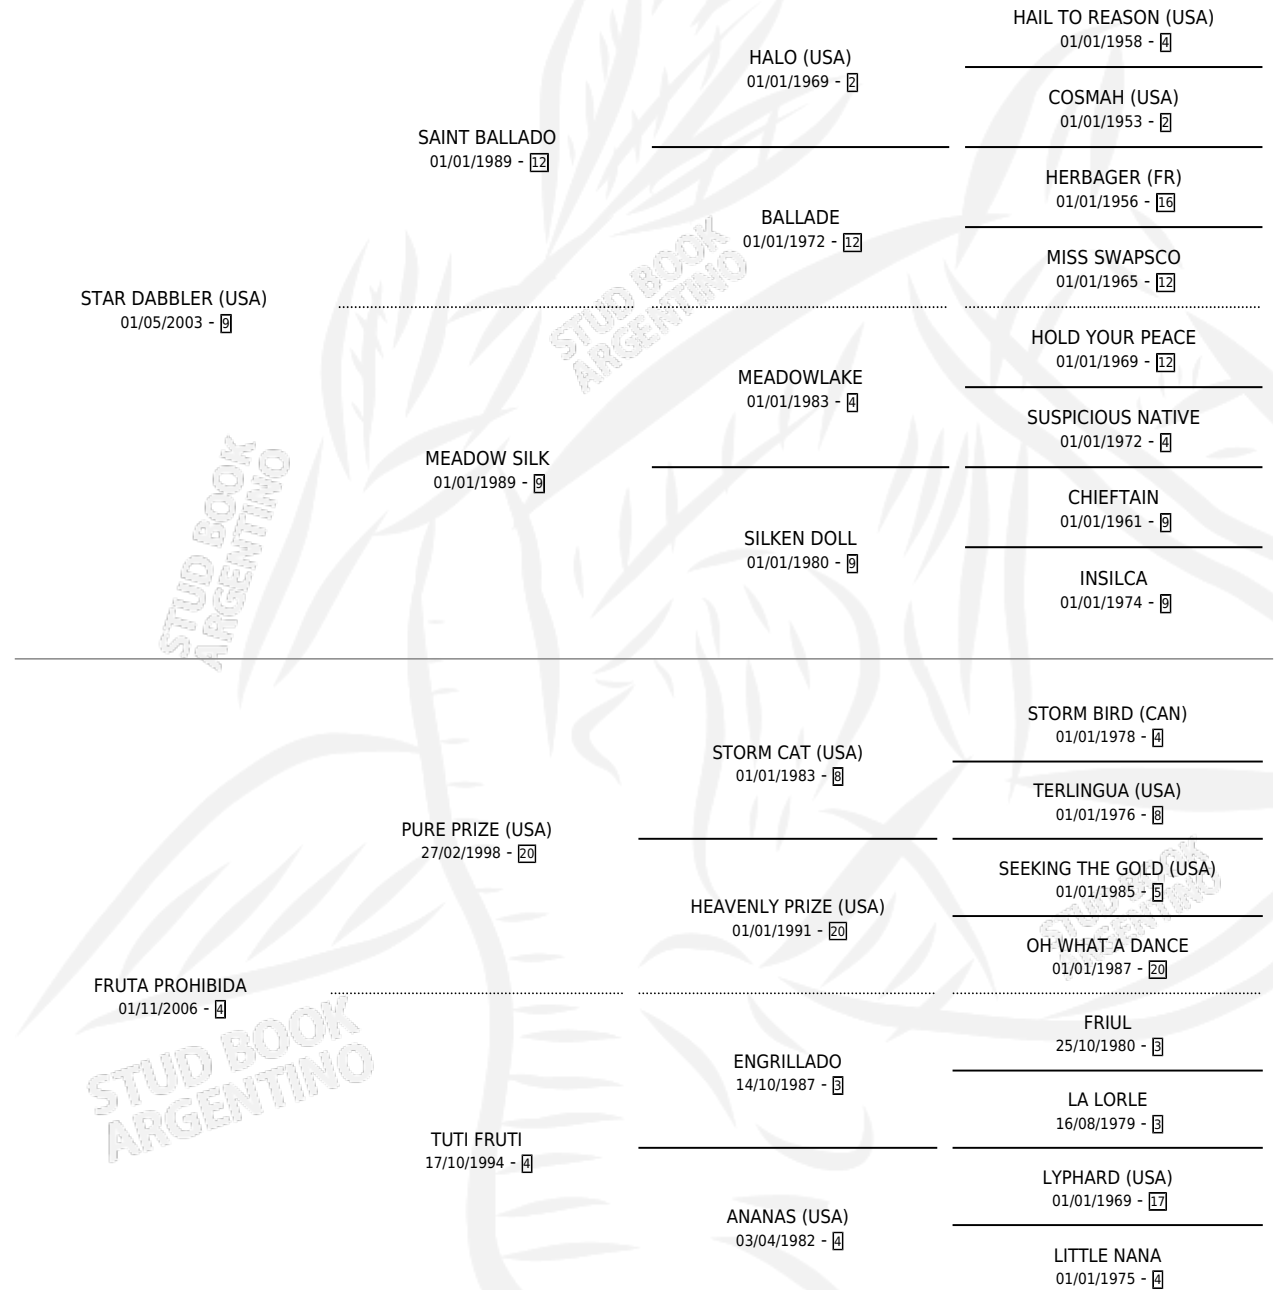 HAIL TO REASON (USA)
01/01/1958 - 4
HALO (USA)
01/01/1969 - 2
COSMAH (USA)
01/01/1953 - 2
SAINT BALLADO
01/01/1989 - 12
HERBAGER (FR)
01/01/1956 - 16
BALLADE
01/01/1972 - 12
MISS SWAPSCO
01/01/1965 - 12
STAR DABBLER (USA)
01/05/2003 - 9
HOLD YOUR PEACE
01/01/1969 - 12
MEADOWLAKE
01/01/1983 - 4
SUSPICIOUS NATIVE
01/01/1972 - 4
MEADOW SILK
01/01/1989 - 9
CHIEFTAIN
01/01/1961 - 9
SILKEN DOLL
01/01/1980 - 9
INSILCA
01/01/1974 - 9
STUD BOOK
ARGENTINO
STUD BOOK
ARGENTINO
STORM BIRD (CAN)
01/01/1978 - 4
STORM CAT (USA)
01/01/1983 - 8
TERLINGUA (USA)
01/01/1976 - 8
PURE PRIZE (USA)
27/02/1998 - 20
SEEKING THE GOLD (USA)
01/01/1985 - 5
HEAVENLY PRIZE (USA)
01/01/1991 - 20
OH WHAT A DANCE
01/01/1987 - 20
FRUTA PROHIBIDA
01/11/2006 - 4
FRIUL
25/10/1980 - 3
ENGRILLADO
14/10/1987 - 3
LA LORLE
16/08/1979 - 3
TUTI FRUTI
17/10/1994 - 4
LYPHARD (USA)
01/01/1969 - 17
ANANAS (USA)
03/04/1982 - 4
LITTLE NANA
01/01/1975 - 4
STUD BOOK
ARGENTINO
STUD BOOK
ARGENTINO